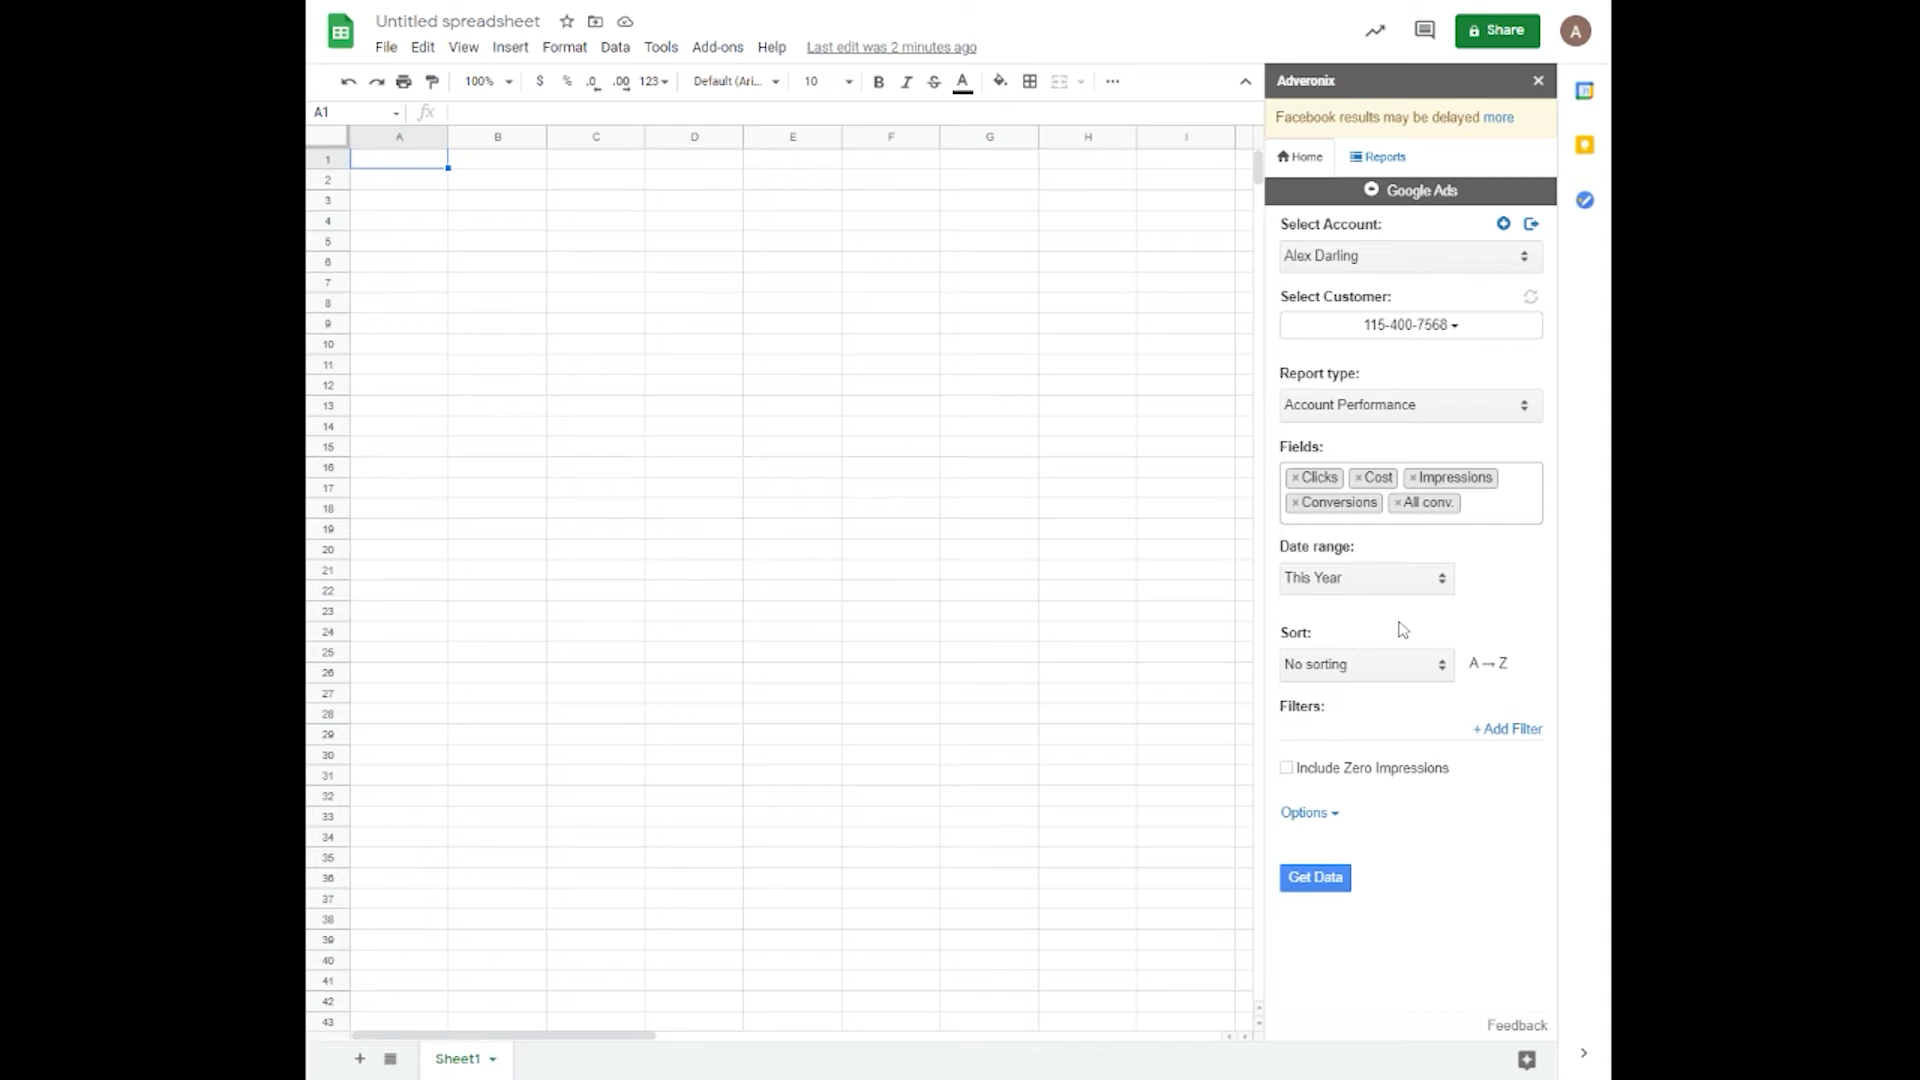 Untitled spreadsheet
Share
A
File Edit View Insert Format Data Tools Add-ons Help Last edit was 2 minutes ago
100% $ % .0 .00 123 Default (Ari... 10 B I S A ...
A1 fx
A B C D E F G H I
1
2
3
4
5
6
7
8
9
10
11
12
13
14
15
16
17
18
19
20
21
22
23
24
25
26
27
28
29
30
31
32
33
34
35
36
37
38
39
40
41
42
43
Sheet1
Adveronix
Facebook results may be delayed more
Home Reports
Google Ads
Select Account:
Alex Darling
Select Customer:
115-400-7568
Report type:
Account Performance
Fields:
×Clicks ×Cost ×Impressions
×Conversions ×All conv.
Date range:
This Year
Sort:
No sorting A→Z
Filters:
+ Add Filter
Include Zero Impressions
Options
Get Data
Feedback
31